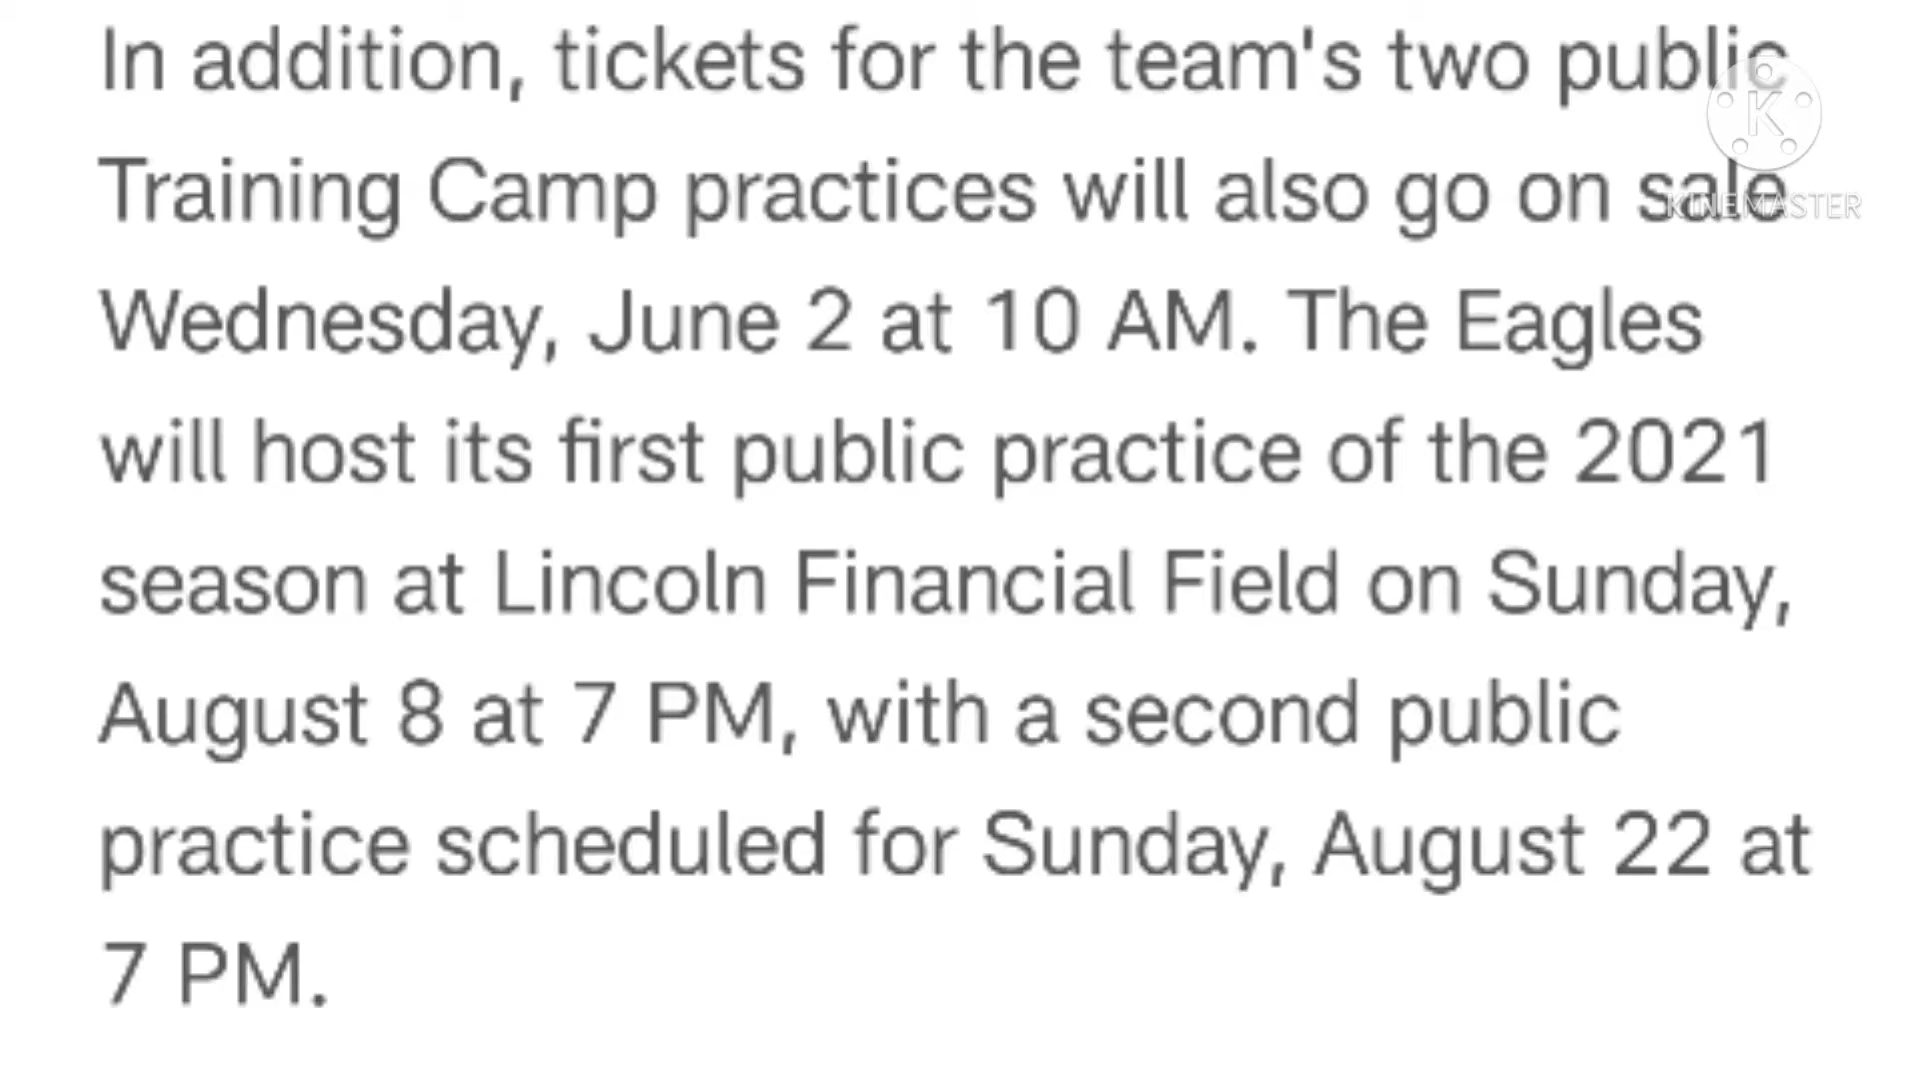 In addition, tickets for the team's two public
Training Camp practices will also go on sale
Wednesday, June 2 at 10 AM. The Eagles
will host its first public practice of the 2021
season at Lincoln Financial Field on Sunday,
August 8 at 7 PM, with a second public
practice scheduled for Sunday, August 22 at
7 PM.
K
KINEMASTER